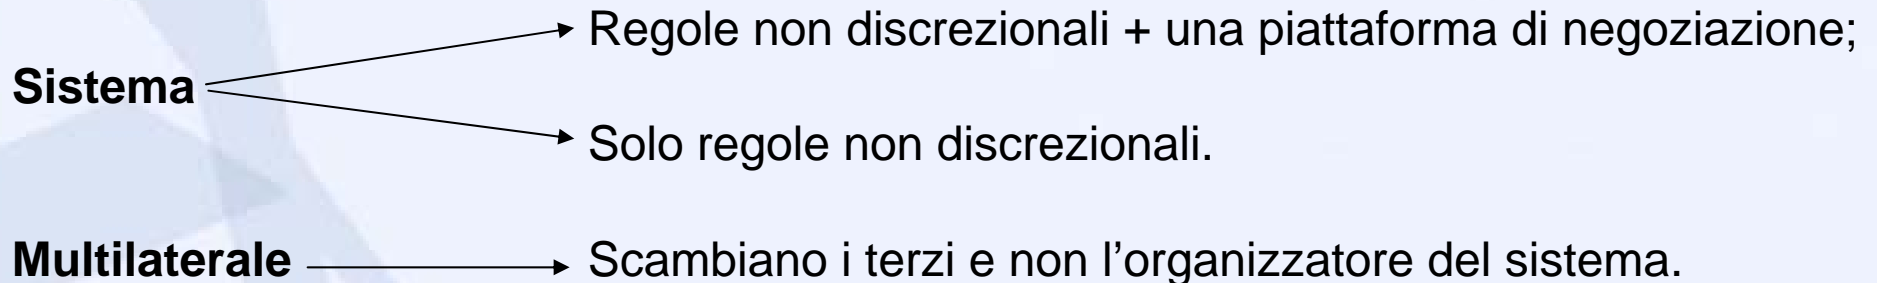 Regole non discrezionali + una piattaforma di negoziazione;
Sistema
Solo regole non discrezionali.
Multilaterale Scambiano i terzi e non l’organizzatore del sistema.